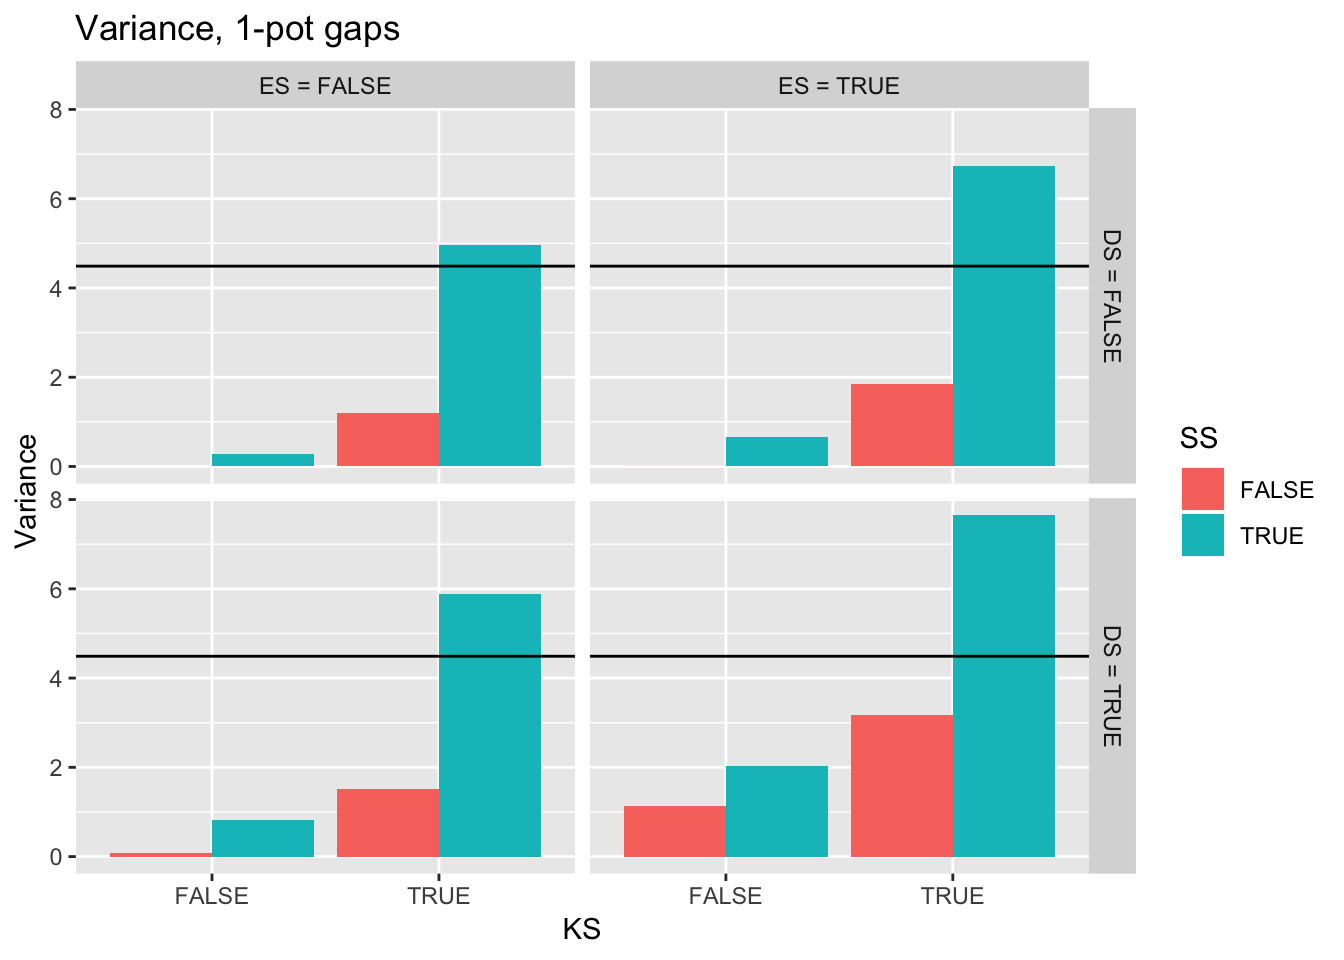 Variance, 1-pot gaps
ES = FALSE
ES = TRUE
8
6
4
2
0
DS = FALSE
8
6
4
2
0
DS = TRUE
Variance
FALSE
TRUE
FALSE
TRUE
KS
SS
FALSE
TRUE